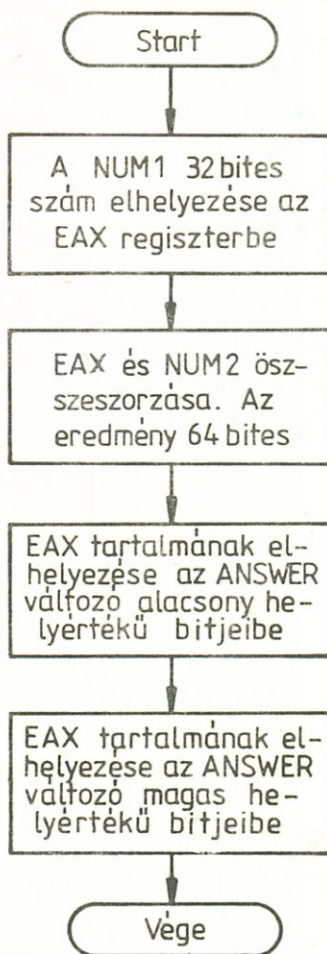 Start
A NUM1 32bites
szám elhelyezése az
EAX regiszterbe
EAX és NUM2 ösz-
szeszorzása. Az
eredmény 64bites
EAX tartalmának el-
helyezése az ANSWER
változó alacsony he-
lyértékű bitjeibe
EAX tartalmának el-
helyezése az ANSWER
változó magas he-
lyértékű bitjeibe
Vége